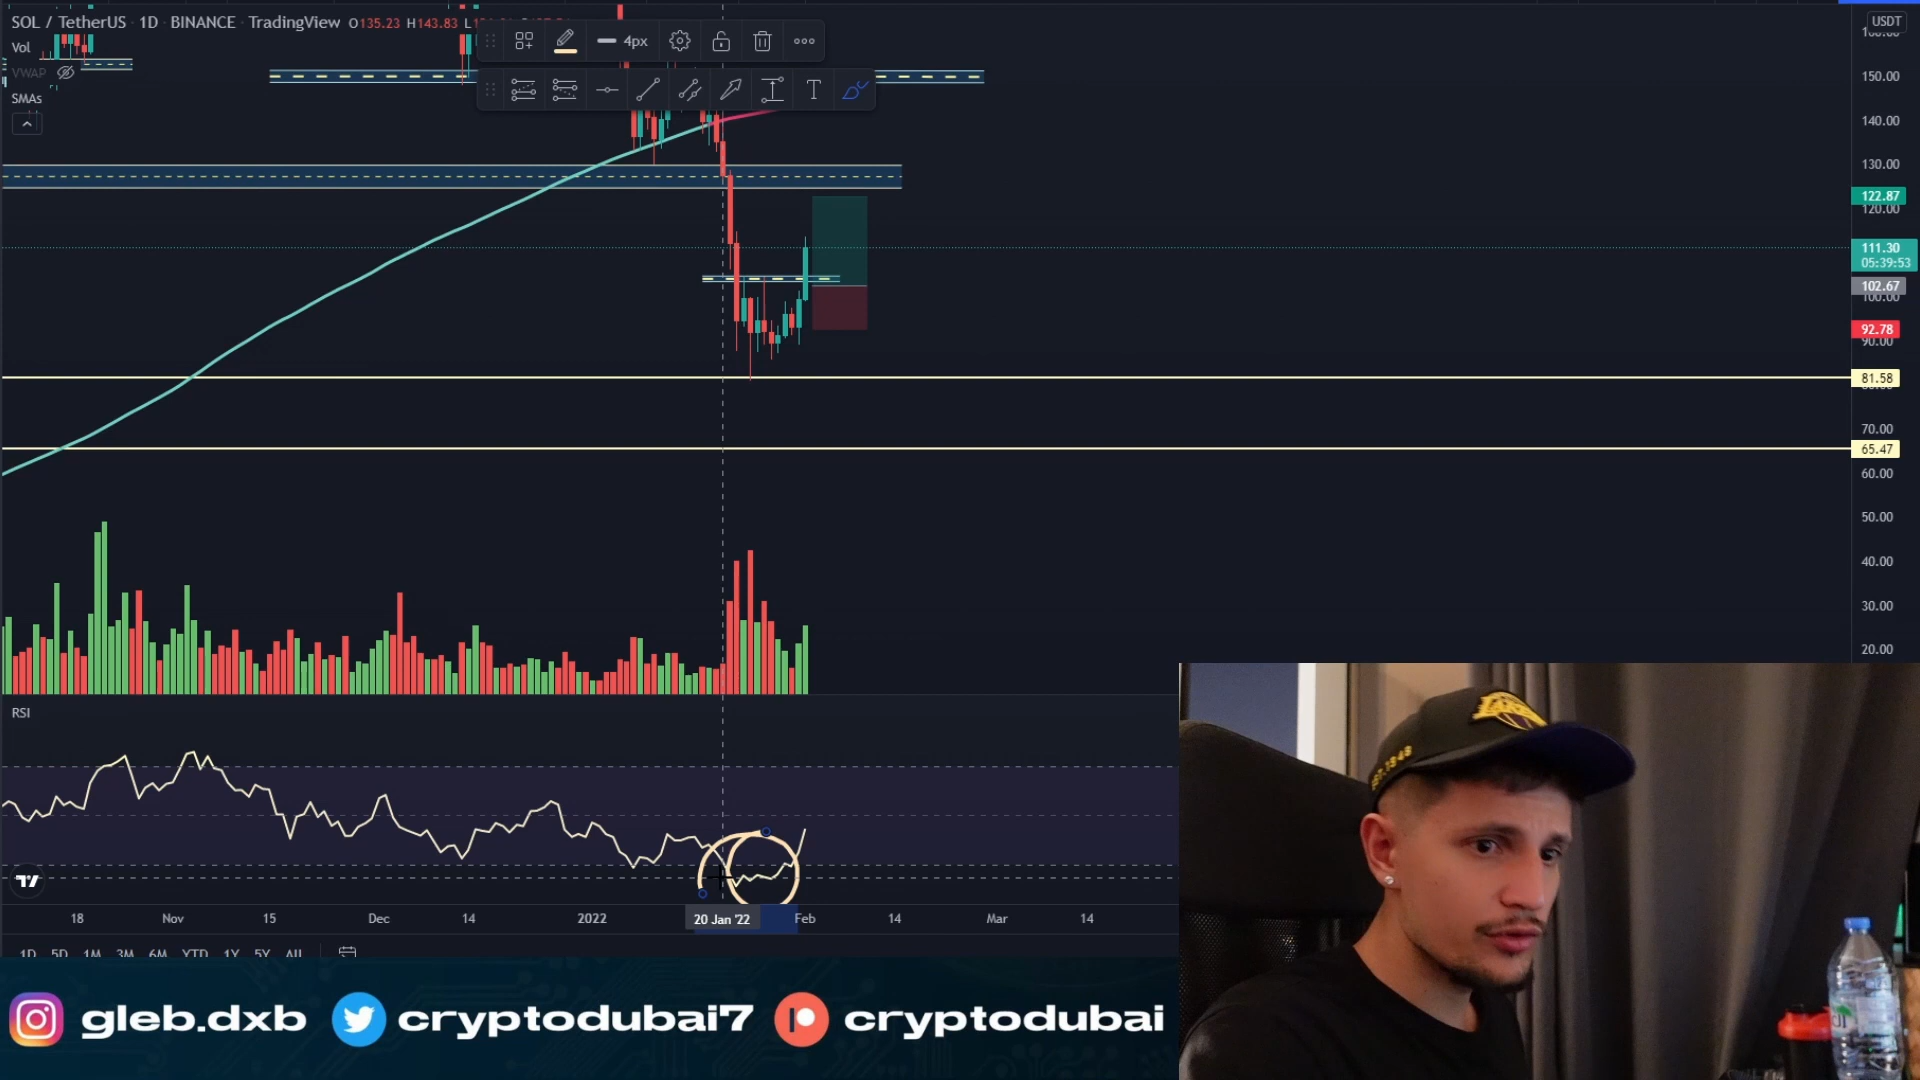 SOL / TetherUS · 1D · BINANCE · TradingView O135.23 H143.83 L
Vol
VWAP
SMAs
4px
T
USDT
150.00
140.00
130.00
122.87
120.00
111.30
05:39:53
102.67
100.00
92.78
90.00
81.58
70.00
65.47
60.00
50.00
40.00
30.00
20.00
RSI
18 Nov 15 Dec 14 2022 20 Jan '22 Feb 14 Mar 14
1D 5D 1M 3M 6M YTD 1Y 5Y All
gleb.dxb cryptodubai7 cryptodubai